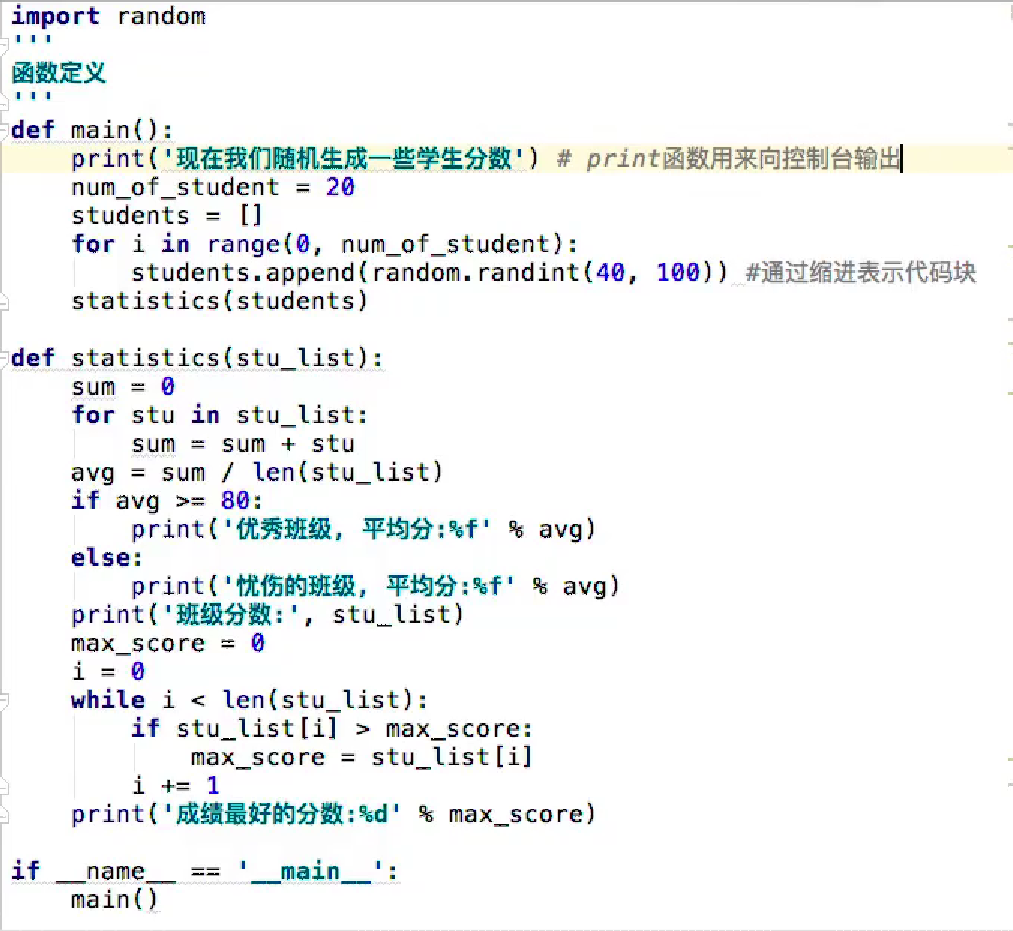 import random
'''
函数定义
'''
def main():
    print('现在我们随机生成一些学生分数') # print函数用来向控制台输出
    num_of_student = 20
    students = []
    for i in range(0, num_of_student):
        students.append(random.randint(40, 100)) #通过缩进表示代码块
    statistics(students)

def statistics(stu_list):
    sum = 0
    for stu in stu_list:
        sum = sum + stu
    avg = sum / len(stu_list)
    if avg >= 80:
        print('优秀班级, 平均分:%f' % avg)
    else:
        print('忧伤的班级, 平均分:%f' % avg)
    print('班级分数:', stu_list)
    max_score = 0
    i = 0
    while i < len(stu_list):
        if stu_list[i] > max_score:
            max_score = stu_list[i]
        i += 1
    print('成绩最好的分数:%d' % max_score)

if __name__ == '__main__':
    main()